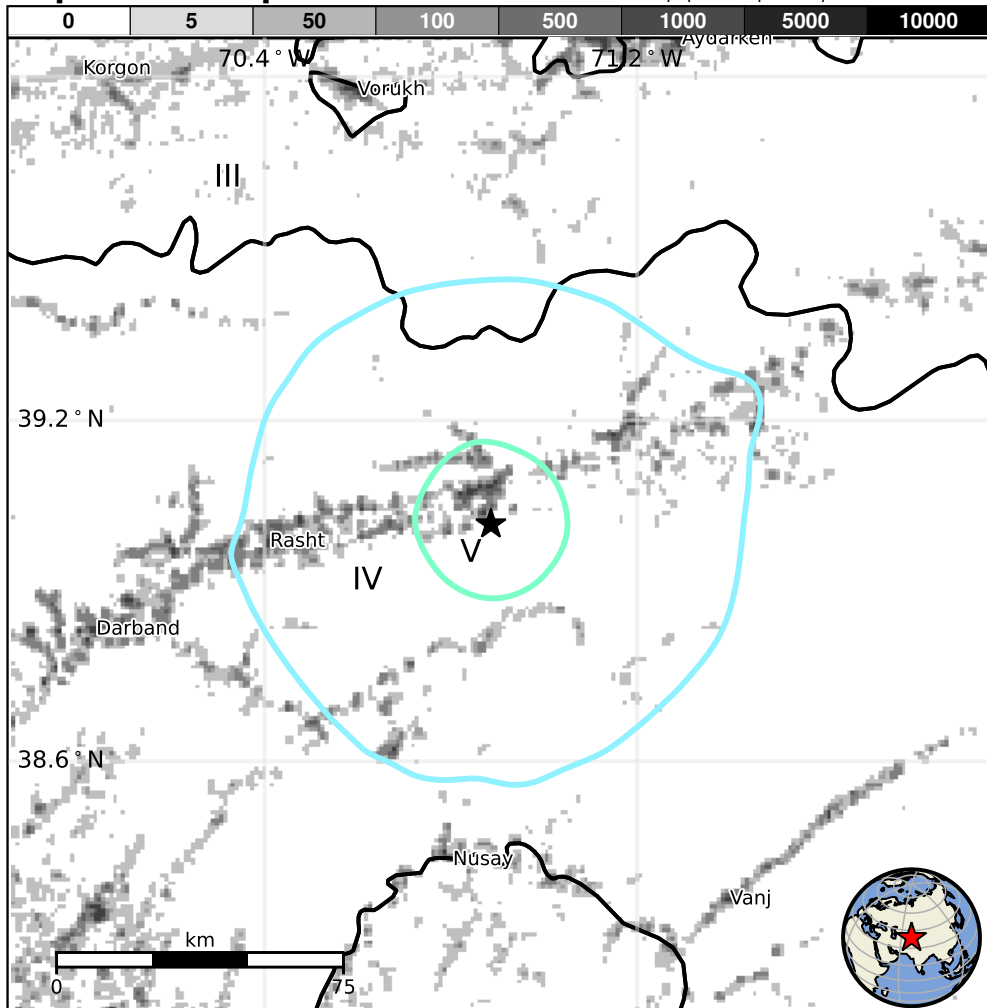 0 5 50 100 500 1000 5000 10000
Aydarken
70.4°W 71.2°W
Korgon
Vorukh
III
39.2°N
Rasht
V
IV
Darband
38.6°N
Nusay
Vanj
km
0 75